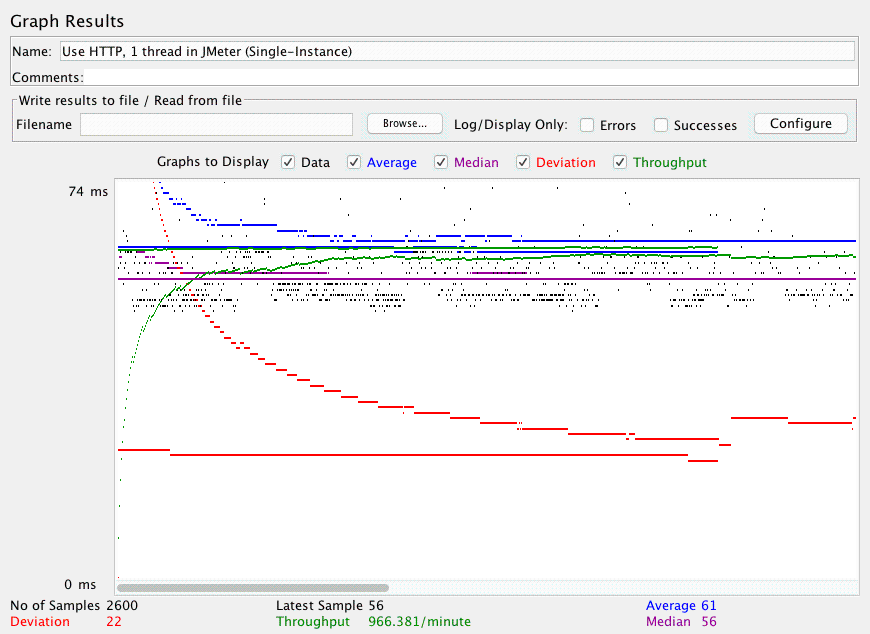 Graph Results
Name: Use HTTP, 1 thread in JMeter (Single-Instance)
Comments:
Write results to file / Read from file
Filename Browse... Log/Display Only: Errors Successes Configure
Graphs to Display Data Average Median Deviation Throughput
74 ms
0 ms
No of Samples 2600 Latest Sample 56 Average 61
Deviation 22 Throughput 966.381/minute Median 56